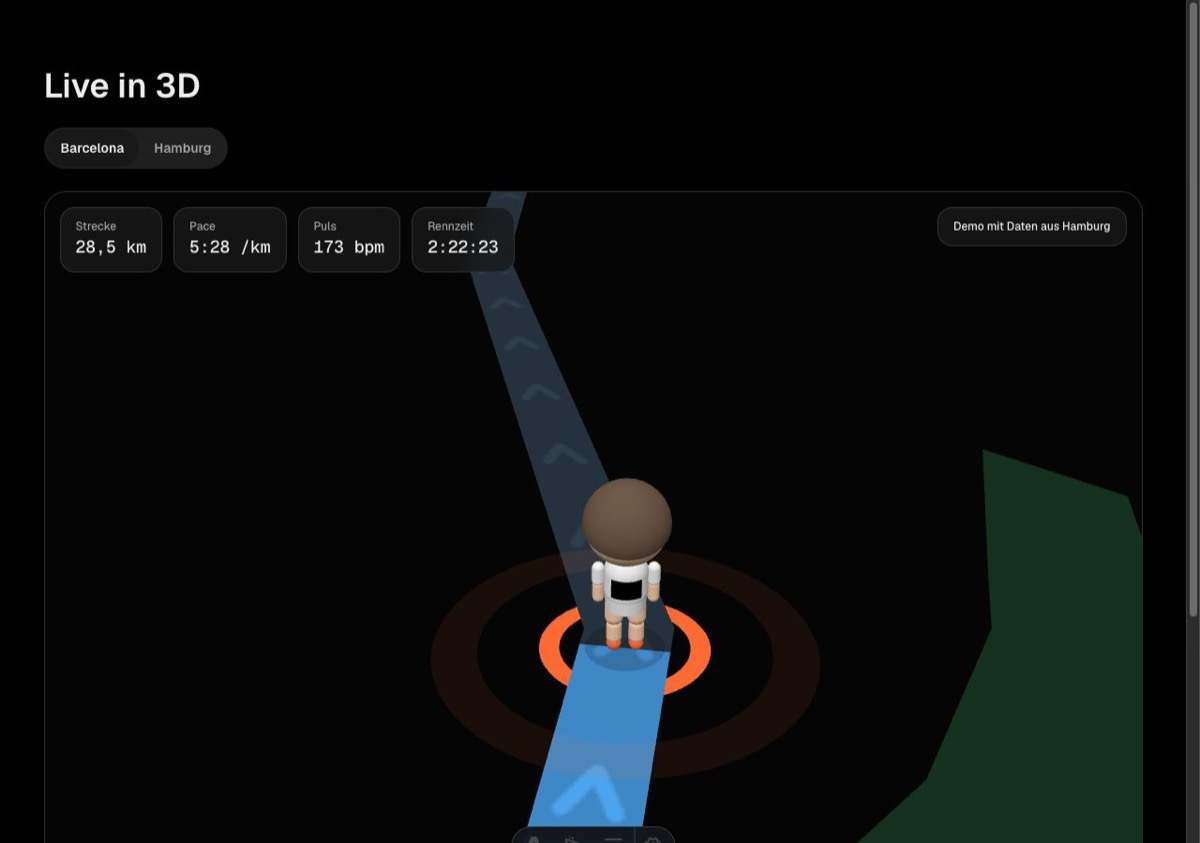 Live in 3D
Barcelona
Hamburg
Strecke
28,5 km
Pace
5:28 /km
Puls
173 bpm
Rennzeit
2:22:23
Demo mit Daten aus Hamburg